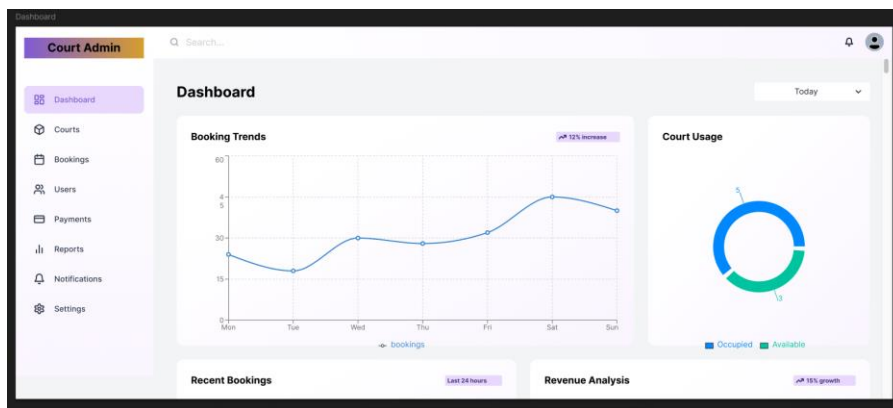 Dashboard
Court Admin
Search...
Dashboard
Courts
Bookings
Users
Payments
Reports
Notifications
Settings
Dashboard
Today
Booking Trends
12% increase
60
4
5
30
15
0
Mon Tue Wed Thu Fri Sat Sun
bookings
Court Usage
5
3
Occupied Available
Recent Bookings
Last 24 hours
Revenue Analysis
15% growth